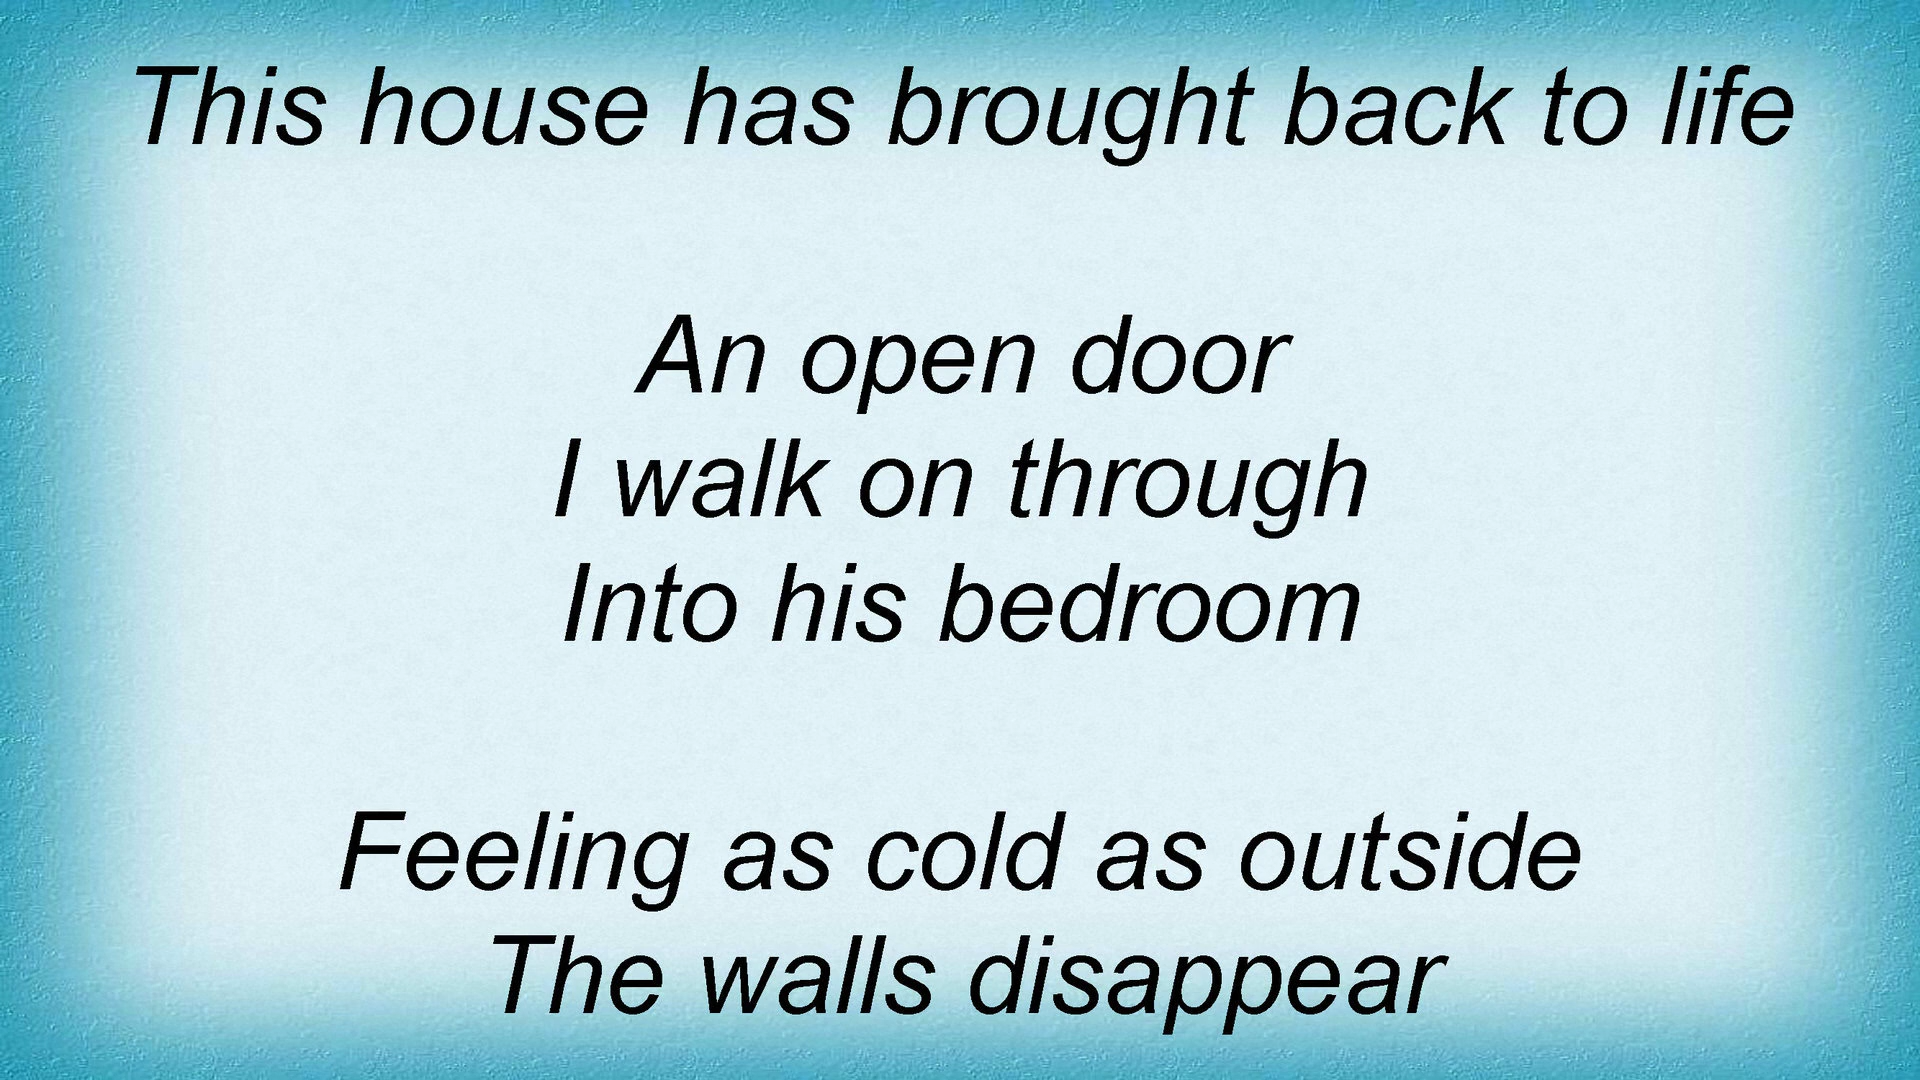 This house has brought back to life
An open door
I walk on through
Into his bedroom
Feeling as cold as outside
The walls disappear